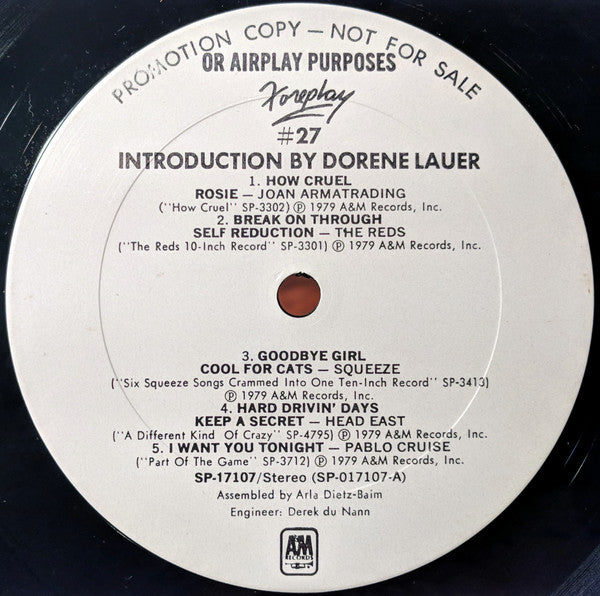 PROMOTION COPY — NOT FOR SALE
OR AIRPLAY PURPOSES
Foreplay
#27
INTRODUCTION BY DORENE LAUER
1. HOW CRUEL
ROSIE — JOAN ARMATRADING
(''How Cruel'' SP-3302) ℗ 1979 A&M Records, Inc.
2. BREAK ON THROUGH
SELF REDUCTION — THE REDS
(''The Reds 10-Inch Record'' SP-3301) ℗ 1979 A&M Records, Inc.
3. GOODBYE GIRL
COOL FOR CATS — SQUEEZE
(''Six Squeeze Songs Crammed Into One Ten-Inch Record'' SP-3413)
℗ 1979 A&M Records, Inc.
4. HARD DRIVIN' DAYS
KEEP A SECRET — HEAD EAST
(''A Different Kind Of Crazy'' SP-4795) ℗ 1979 A&M Records, Inc.
5. I WANT YOU TONIGHT — PABLO CRUISE
(''Part Of The Game'' SP-3712) ℗ 1979 A&M Records, Inc.
SP-17107/Stereo (SP-017107-A)
Assembled by Arla Dietz-Baim
Engineer: Derek du Nann
A&M
RECORDS